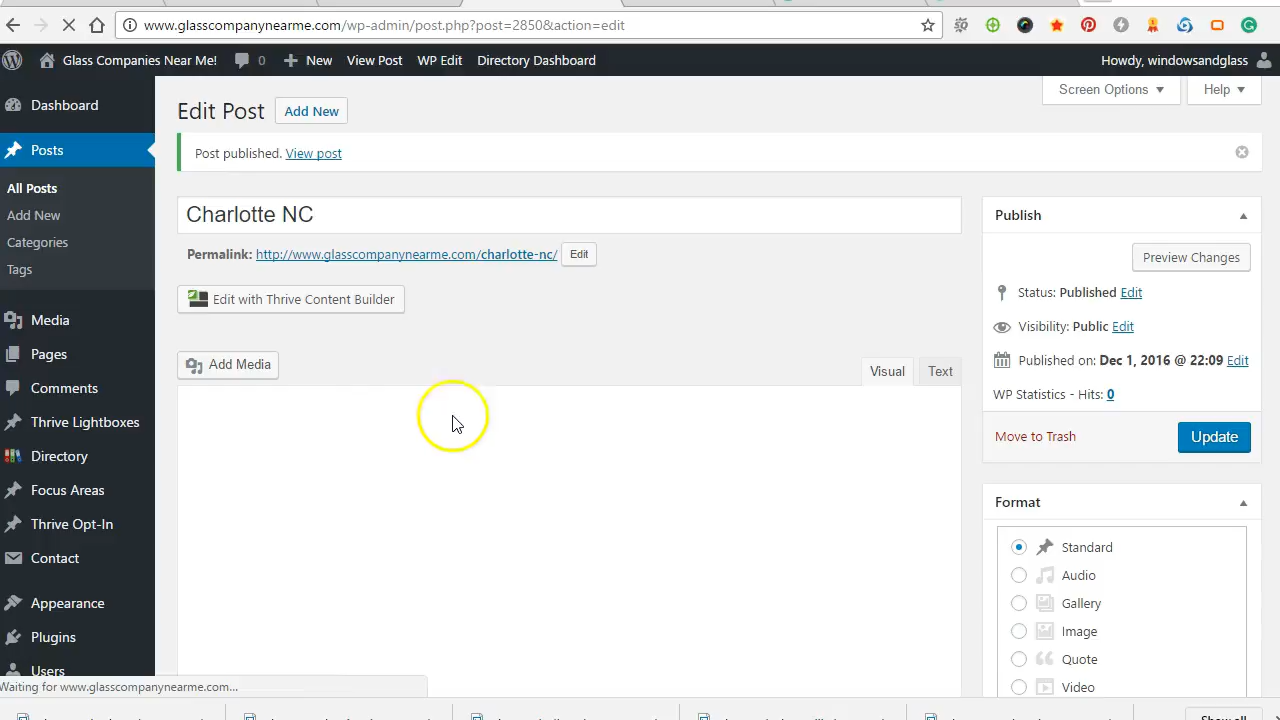 www.glasscompanynearme.com/wp-admin/post.php?post=2850&action=edit
Glass Companies Near Me! 0 New View Post WP Edit Directory Dashboard Howdy, windowsandglass
Screen Options Help
Dashboard
Posts
All Posts
Add New
Categories
Tags
Media
Pages
Comments
Thrive Lightboxes
Directory
Focus Areas
Thrive Opt-In
Contact
Appearance
Plugins
Users
Edit Post Add New
Post published. View post
Charlotte NC
Permalink: http://www.glasscompanynearme.com/charlotte-nc/ Edit
Edit with Thrive Content Builder
Add Media
Visual Text
Publish
Preview Changes
Status: Published Edit
Visibility: Public Edit
Published on: Dec 1, 2016 @ 22:09 Edit
WP Statistics - Hits: 0
Move to Trash Update
Format
Standard
Audio
Gallery
Image
Quote
Video
Waiting for www.glasscompanynearme.com...
Show all